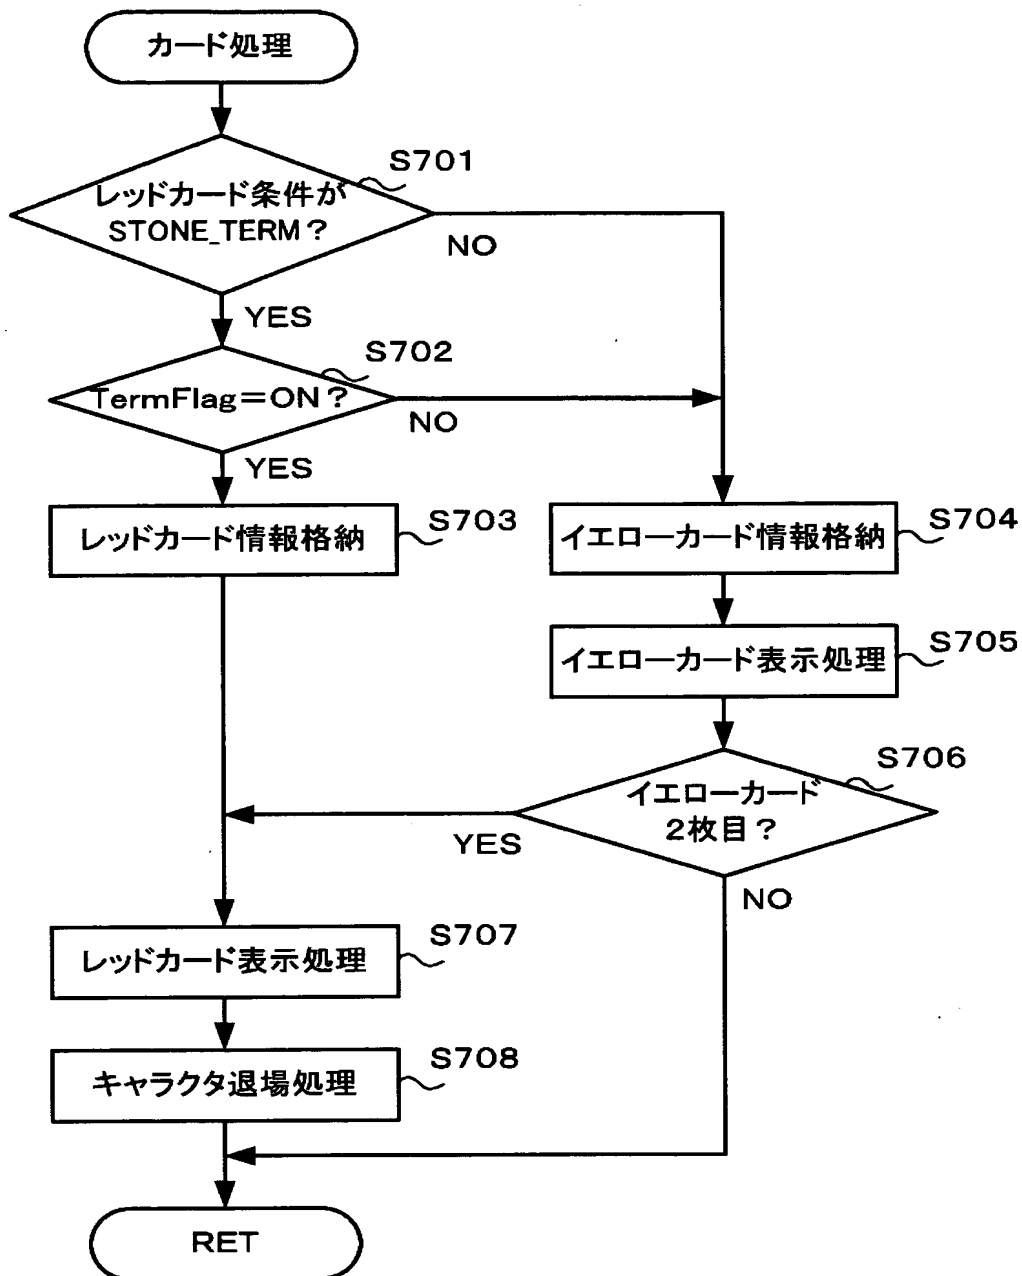 カード処理
S701
レッドカード条件が
STONE_TERM?
NO
YES
S702
TermFlag=ON?
NO
YES
S703
レッドカード情報格納
S704
イエローカード情報格納
S705
イエローカード表示処理
S706
イエローカード
2枚目?
YES
NO
S707
レッドカード表示処理
S708
キャラクタ退場処理
RET